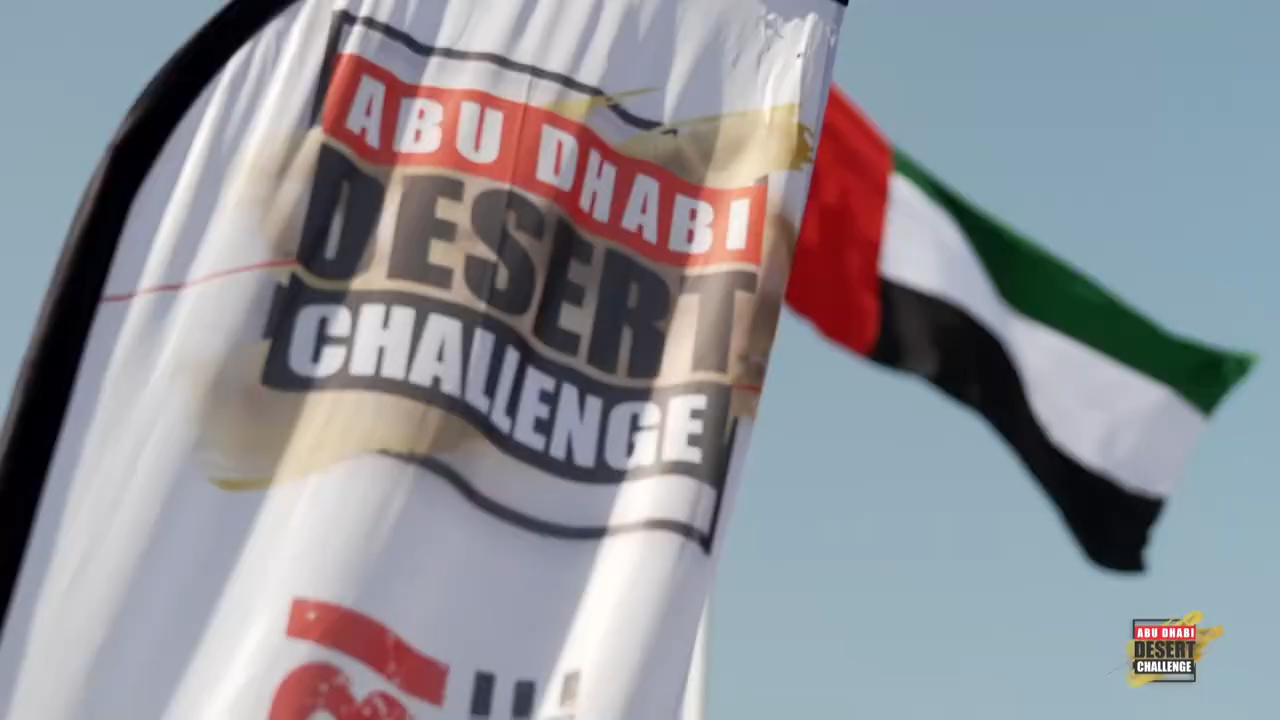 ABU DHABI
DESERT
CHALLENGE
ABU DHABI
DESERT
CHALLENGE